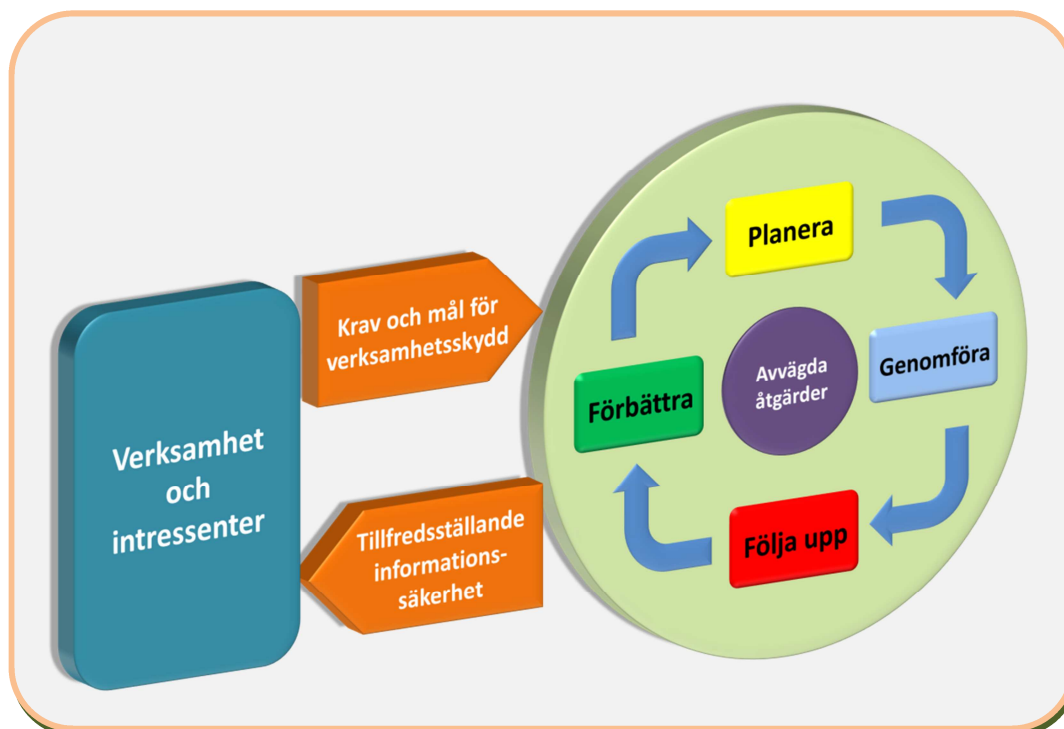 Verksamhet
och
intressenter
Krav och mål för
verksamhetsskydd
Tillfredsställande
informations-
säkerhet
Planera
Genomföra
Följa upp
Förbättra
Avvägda
åtgärder